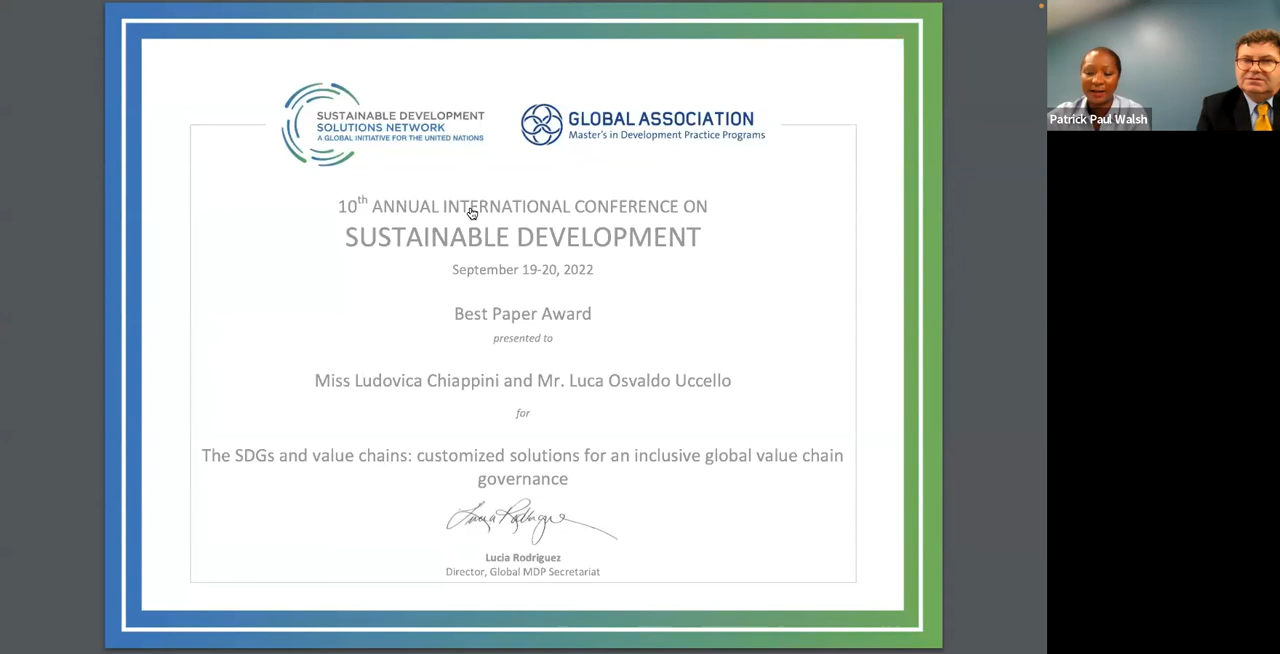 SUSTAINABLE DEVELOPMENT
SOLUTIONS NETWORK
A GLOBAL INITIATIVE FOR THE UNITED NATIONS
GLOBAL ASSOCIATION
Master's in Development Practice Programs
10th ANNUAL INTERNATIONAL CONFERENCE ON
SUSTAINABLE DEVELOPMENT
September 19-20, 2022
Best Paper Award
presented to
Miss Ludovica Chiappini and Mr. Luca Osvaldo Uccello
for
The SDGs and value chains: customized solutions for an inclusive global value chain
governance
Lucia Rodriguez
Lucia Rodriguez
Director, Global MDP Secretariat
Patrick Paul Walsh